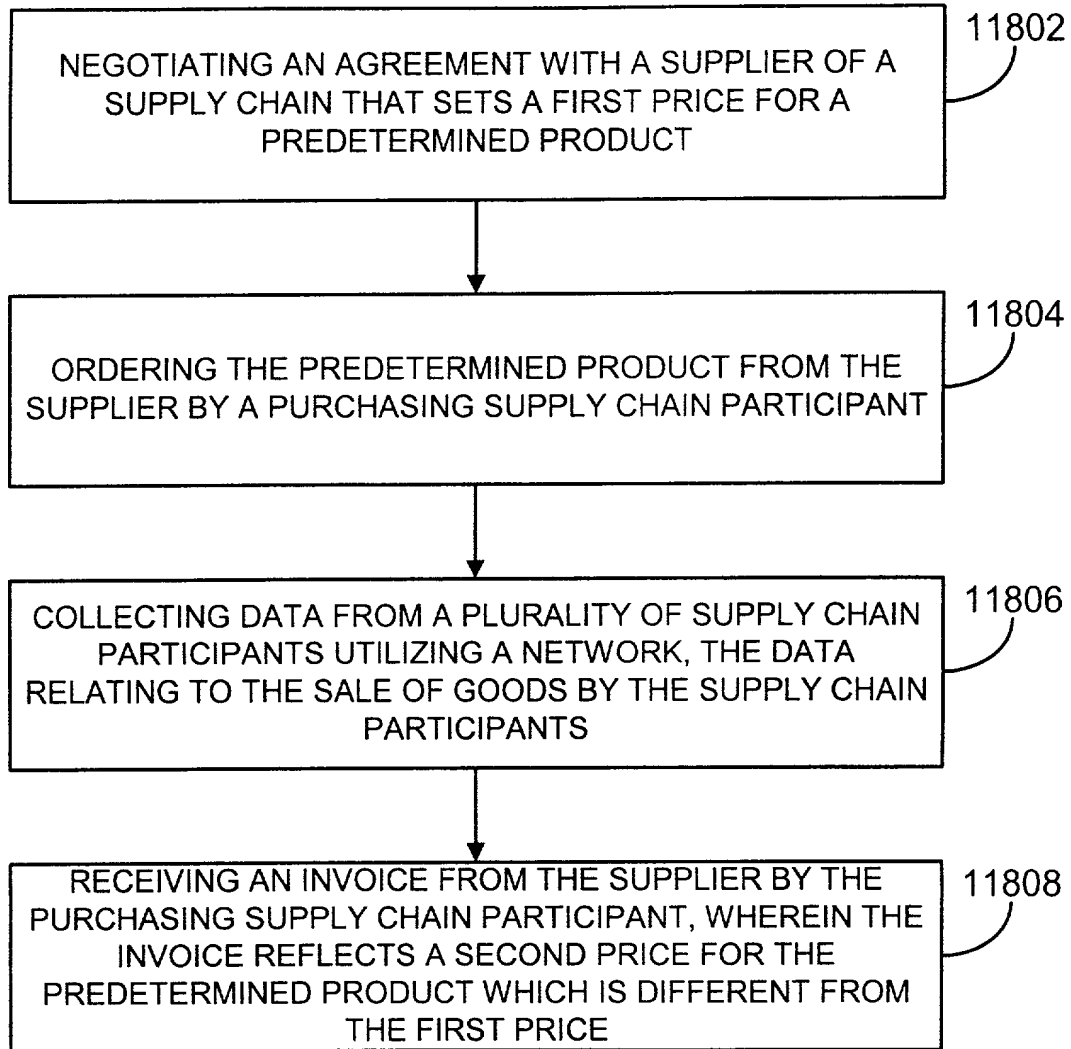 11802
NEGOTIATING AN AGREEMENT WITH A SUPPLIER OF A
SUPPLY CHAIN THAT SETS A FIRST PRICE FOR A
PREDETERMINED PRODUCT
11804
ORDERING THE PREDETERMINED PRODUCT FROM THE
SUPPLIER BY A PURCHASING SUPPLY CHAIN PARTICIPANT
11806
COLLECTING DATA FROM A PLURALITY OF SUPPLY CHAIN
PARTICIPANTS UTILIZING A NETWORK, THE DATA
RELATING TO THE SALE OF GOODS BY THE SUPPLY CHAIN
PARTICIPANTS
11808
RECEIVING AN INVOICE FROM THE SUPPLIER BY THE
PURCHASING SUPPLY CHAIN PARTICIPANT, WHEREIN THE
INVOICE REFLECTS A SECOND PRICE FOR THE
PREDETERMINED PRODUCT WHICH IS DIFFERENT FROM
THE FIRST PRICE